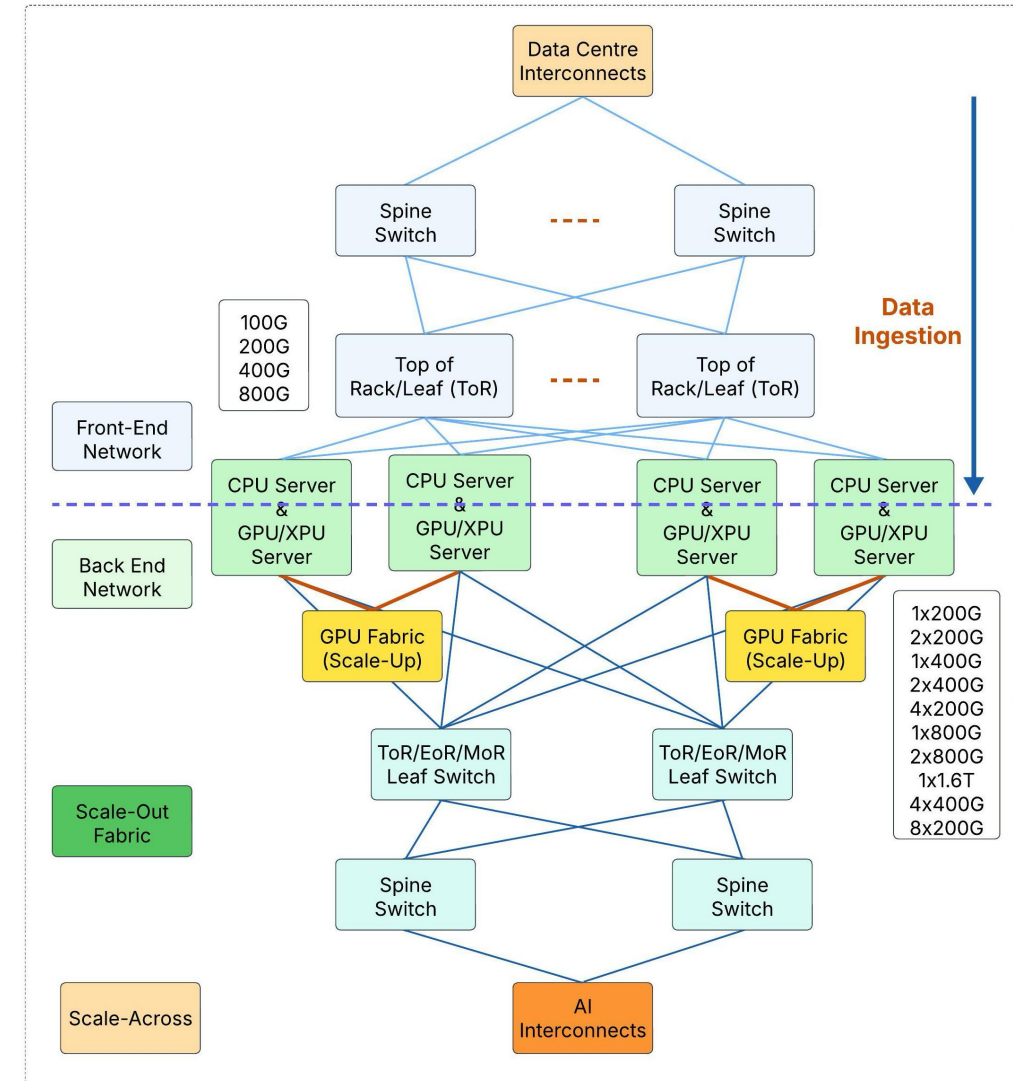 Data Centre
Interconnects
Spine
Switch
Spine
Switch
Data
Ingestion
100G
200G
400G
800G
Top of
Rack/Leaf (ToR)
Top of
Rack/Leaf (ToR)
Front-End
Network
CPU Server
&
GPU/XPU
Server
CPU Server
&
GPU/XPU
Server
CPU Server
&
GPU/XPU
Server
CPU Server
&
GPU/XPU
Server
Back End
Network
GPU Fabric
(Scale-Up)
GPU Fabric
(Scale-Up)
1x200G
2x200G
1x400G
2x400G
4x200G
1x800G
2x800G
1x1.6T
4x400G
8x200G
ToR/EoR/MoR
Leaf Switch
ToR/EoR/MoR
Leaf Switch
Scale-Out
Fabric
Spine
Switch
Spine
Switch
Scale-Across
AI
Interconnects